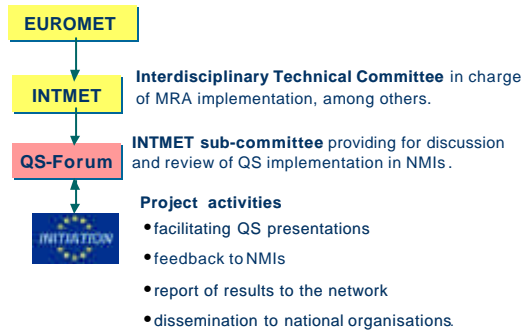 EUROMET
INTMET
Interdisciplinary Technical Committee in charge
of MRA implementation, among others.
QS-Forum
INTMET sub-committee providing for discussion
and review of QS implementation in NMIs.
INITIATION
Project activities
•facilitating QS presentations
•feedback to NMIs
•report of results to the network
•dissemination to national organisations.